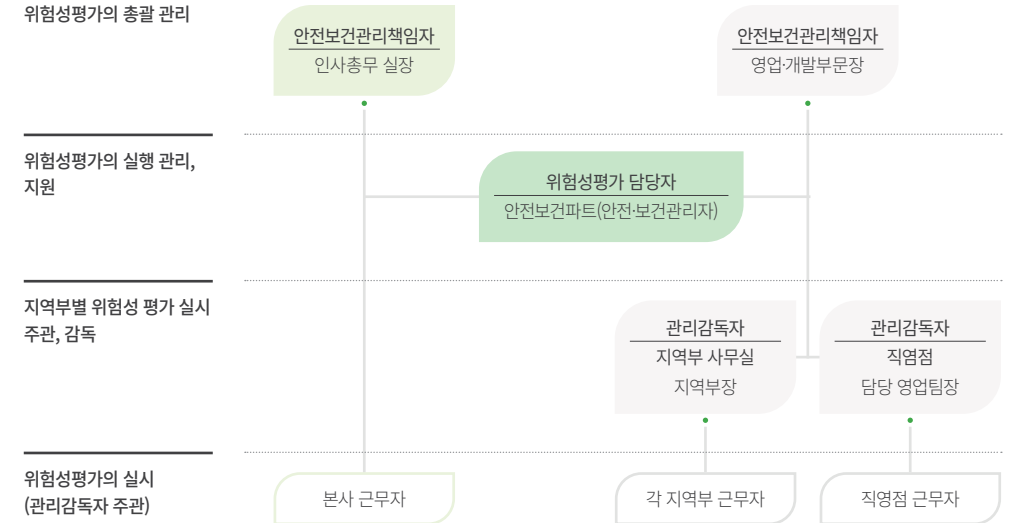 위험성평가의 총괄 관리
안전보건관리책임자
인사총무 실장
안전보건관리책임자
영업·개발부문장
위험성평가의 실행 관리,
지원
위험성평가 담당자
안전보건파트(안전·보건관리자)
지역부별 위험성 평가 실시
주관, 감독
관리감독자
지역부 사무실
지역부장
관리감독자
직영점
담당 영업팀장
위험성평가의 실시
(관리감독자 주관)
본사 근무자
각 지역부 근무자
직영점 근무자